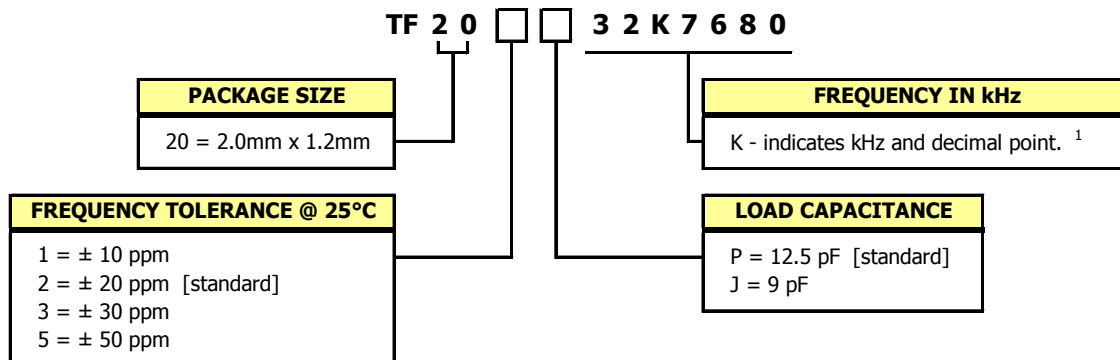 TF 2 0 3 2 K 7 6 8 0
PACKAGE SIZE
20 = 2.0mm x 1.2mm
FREQUENCY IN kHz
K - indicates kHz and decimal point. 1
FREQUENCY TOLERANCE @ 25°C
1 = ± 10 ppm
2 = ± 20 ppm [standard]
3 = ± 30 ppm
5 = ± 50 ppm
LOAD CAPACITANCE
P = 12.5 pF [standard]
J = 9 pF